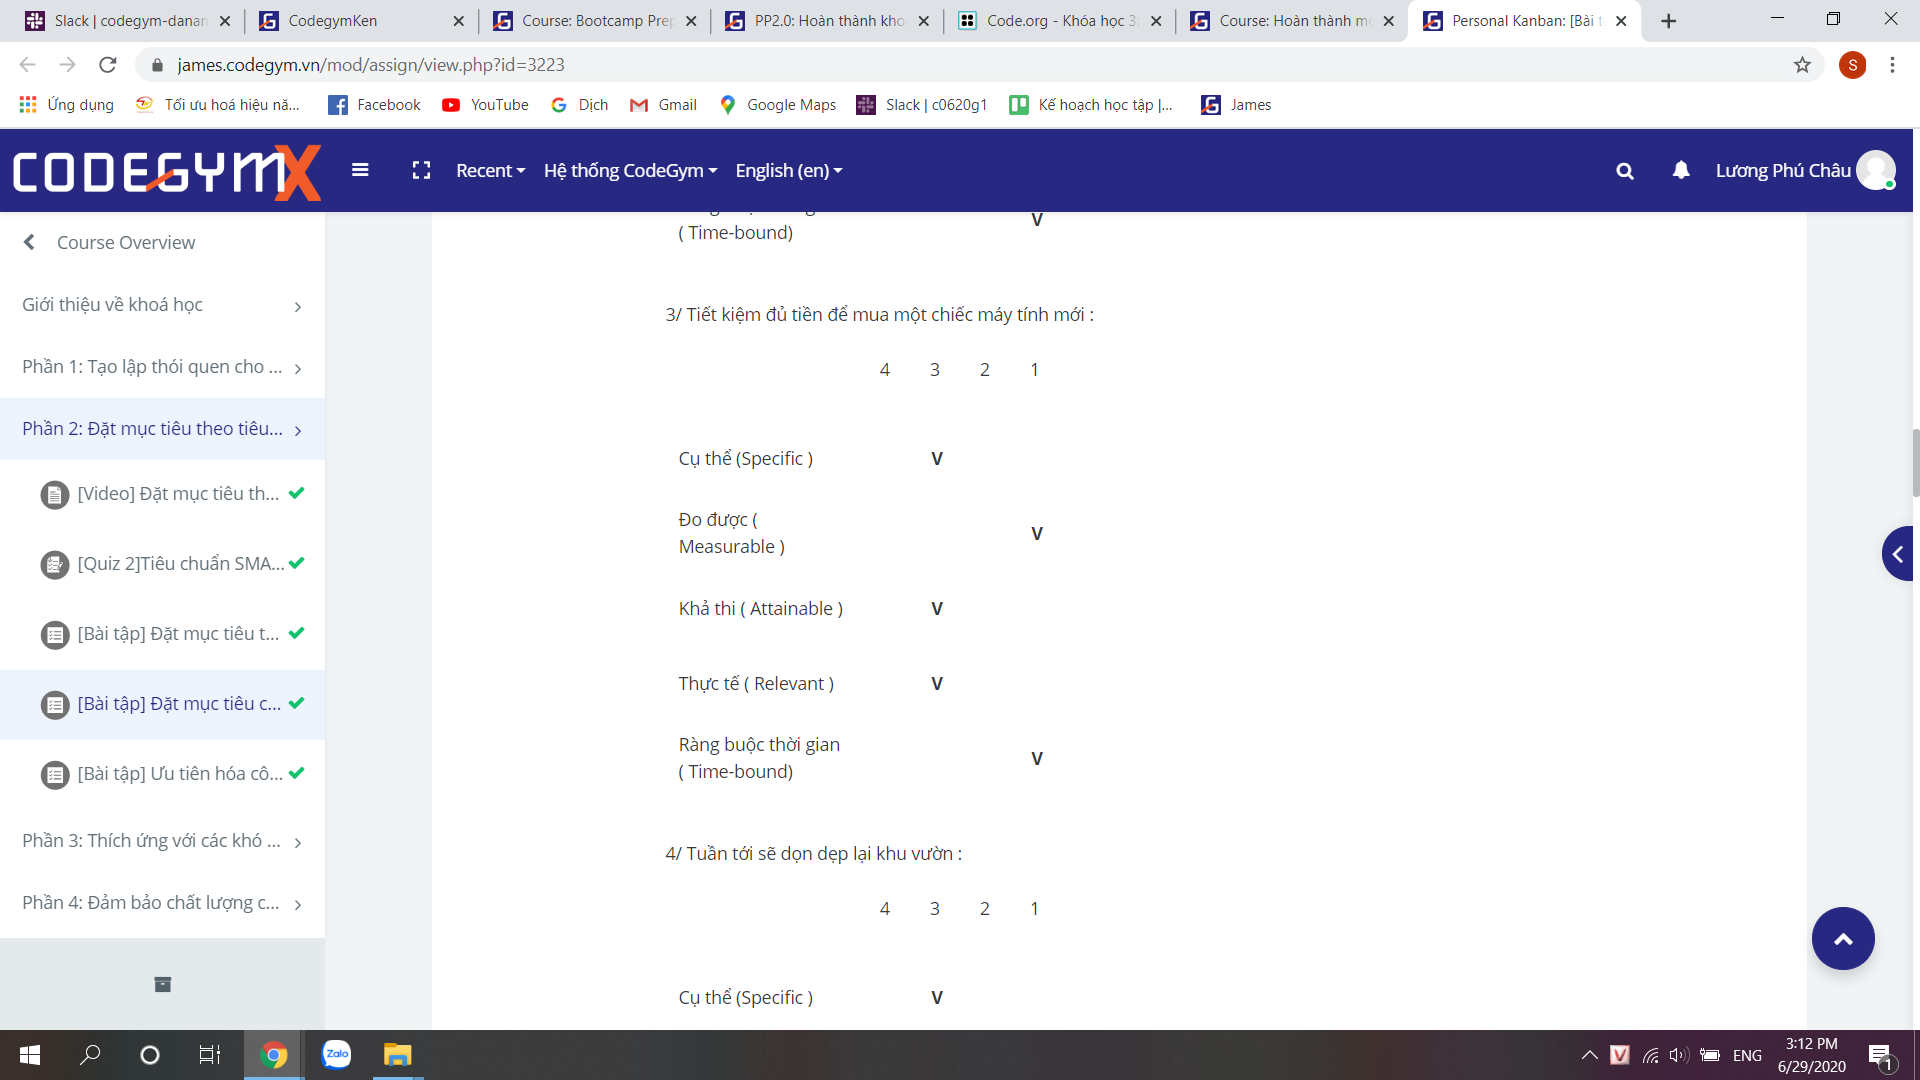 Slack | codegym-danan
CodegymKen
Course: Bootcamp Prep
PP2.0: Hoàn thành kho
Code.org - Khóa học 3:
Course: Hoàn thành mo
Personal Kanban: [Bài t
james.codegym.vn/mod/assign/view.php?id=3223
S
Ứng dụng
Tối ưu hoá hiệu nă...
Facebook
YouTube
Dịch
Gmail
Google Maps
Slack | c0620g1
Kế hoạch học tập |...
James
CODEGYMX
Recent
Hệ thống CodeGym
English (en)
Lương Phú Châu
Course Overview
Giới thiệu về khoá học
Phần 1: Tạo lập thói quen cho ...
Phần 2: Đặt mục tiêu theo tiêu...
[Video] Đặt mục tiêu th...
[Quiz 2]Tiêu chuẩn SMA...
[Bài tập] Đặt mục tiêu t...
[Bài tập] Đặt mục tiêu c...
[Bài tập] Ưu tiên hóa cô...
Phần 3: Thích ứng với các khó ...
Phần 4: Đảm bảo chất lượng c...
V
( Time-bound)
3/ Tiết kiệm đủ tiền để mua một chiếc máy tính mới :
4 3 2 1
Cụ thể (Specific ) V
Đo được (
Measurable ) V
Khả thi ( Attainable ) V
Thực tế ( Relevant ) V
Ràng buộc thời gian
( Time-bound) V
4/ Tuần tới sẽ dọn dẹp lại khu vườn :
4 3 2 1
Cụ thể (Specific ) V
Zalo
V
ENG
3:12 PM
6/29/2020
1